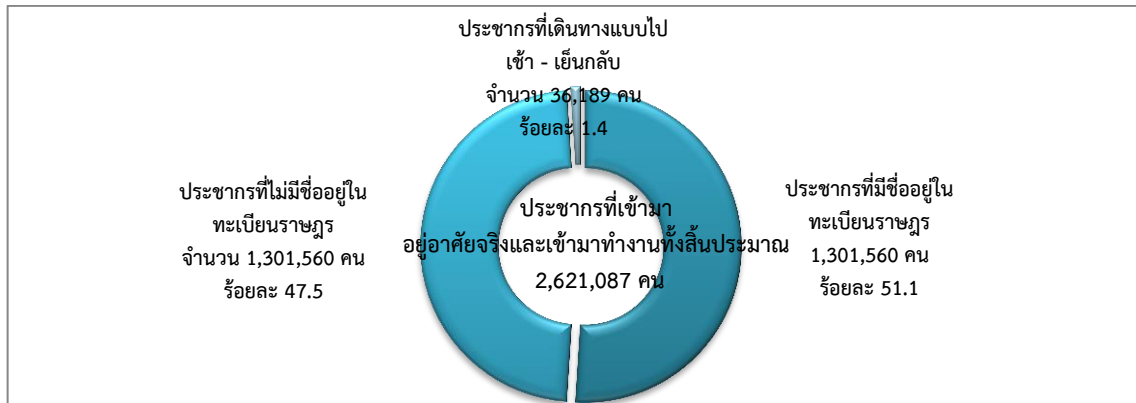 ประชากรที่เดินทางแบบไป
เช้า - เย็นกลับ
จำนวน 36,189 คน
ร้อยละ 1.4
ประชากรที่ไม่มีชื่ออยู่ใน
ทะเบียนราษฎร
จำนวน 1,301,560 คน
ร้อยละ 47.5
ประชากรที่เข้ามา
อยู่อาศัยจริงและเข้ามาทำงานทั้งสิ้นประมาณ
2,621,087 คน
ประชากรที่มีชื่ออยู่ใน
ทะเบียนราษฎร
1,301,560 คน
ร้อยละ 51.1